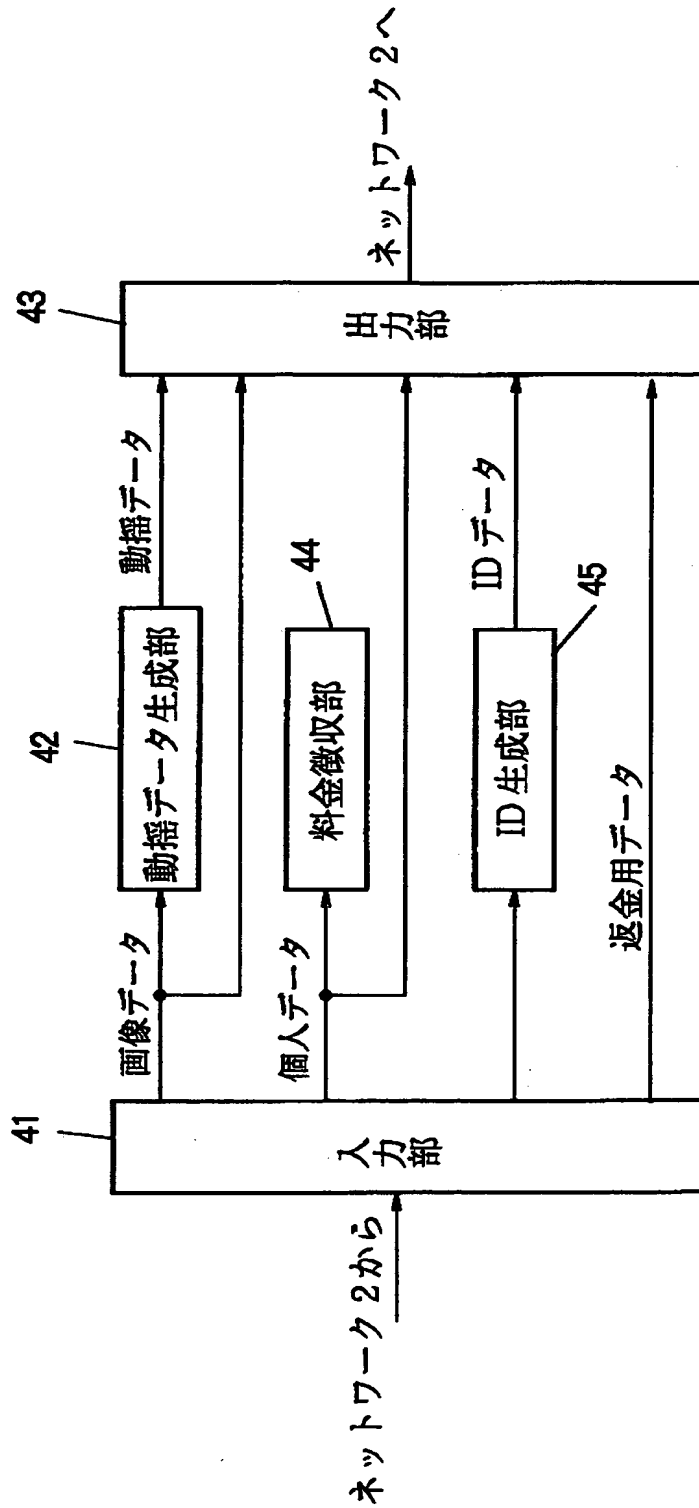 41
42
43
44
45
ネットワーク2から
入力部
画像データ
動揺データ生成部
動揺データ
個人データ
料金徴収部
ID生成部
IDデータ
返金用データ
出力部
ネットワーク2へ